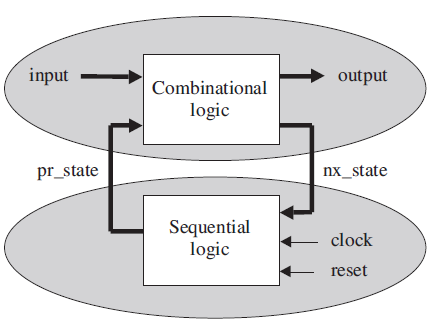 input
Combinational
logic
output
pr_state
nx_state
Sequential
logic
clock
reset